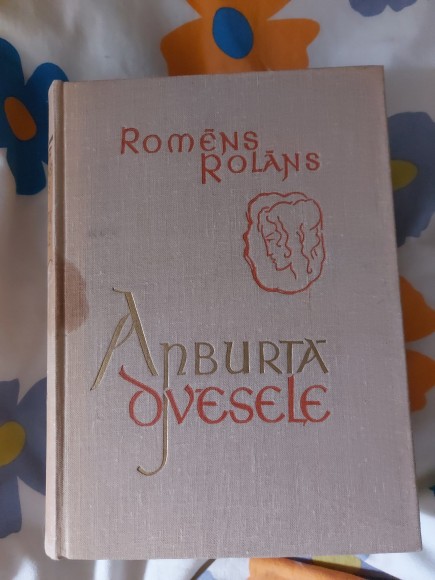 Romēns
Rolāns
Apburtā
dvēsele